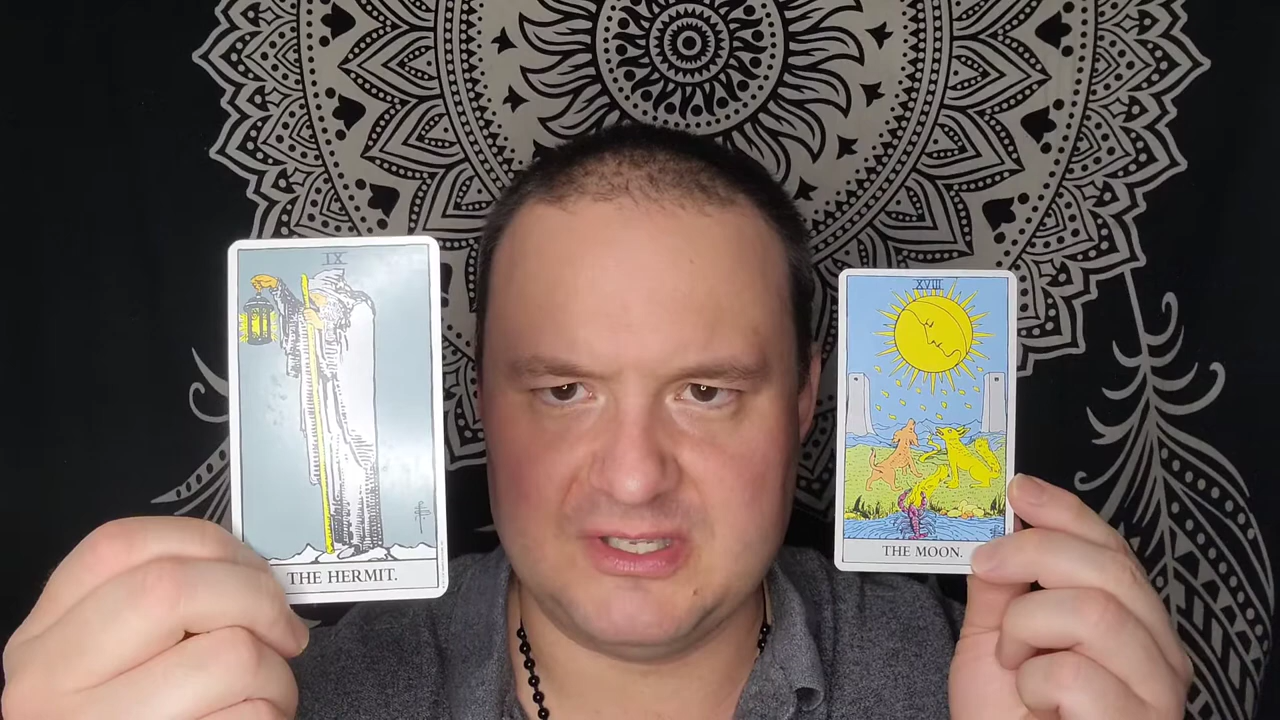 IX
THE HERMIT.
XVIII
THE MOON.